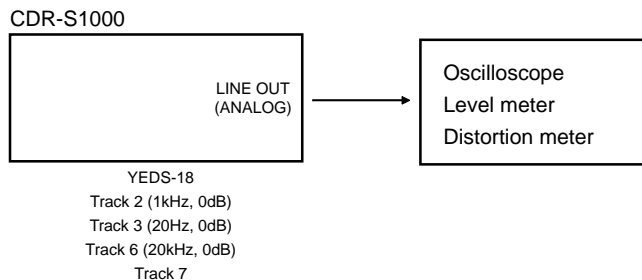 CDR-S1000
LINE OUT
(ANALOG)
Oscilloscope
Level meter
Distortion meter
YEDS-18
Track 2 (1kHz, 0dB)
Track 3 (20Hz, 0dB)
Track 6 (20kHz, 0dB)
Track 7